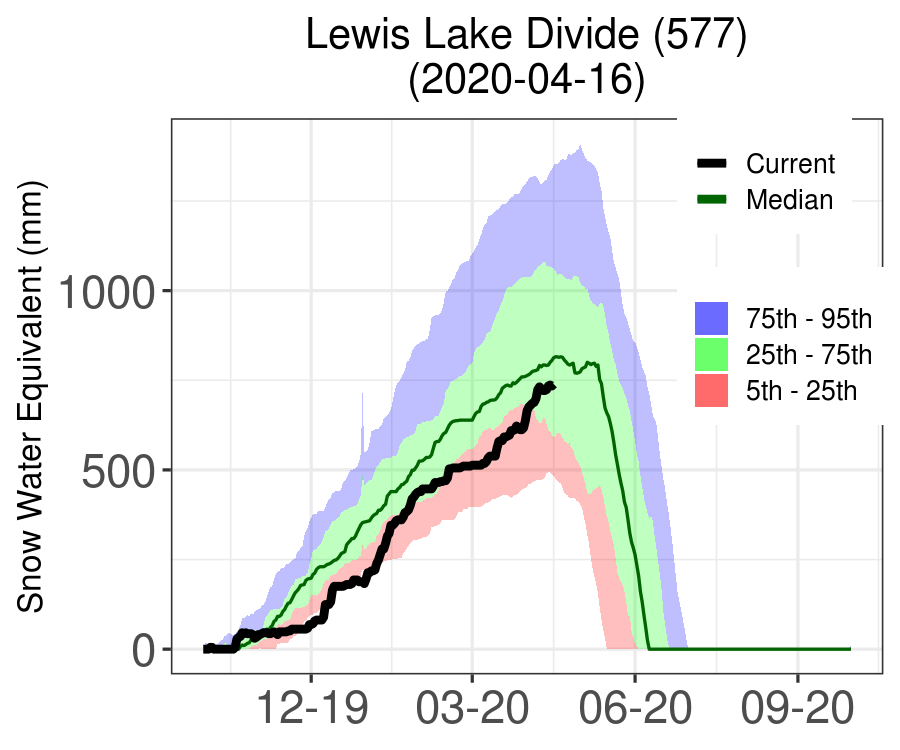 Lewis Lake Divide (577)
(2020-04-16)
Snow Water Equivalent (mm)
1000
500
0
12-19
03-20
06-20
09-20
Current
Median
75th - 95th
25th - 75th
5th - 25th